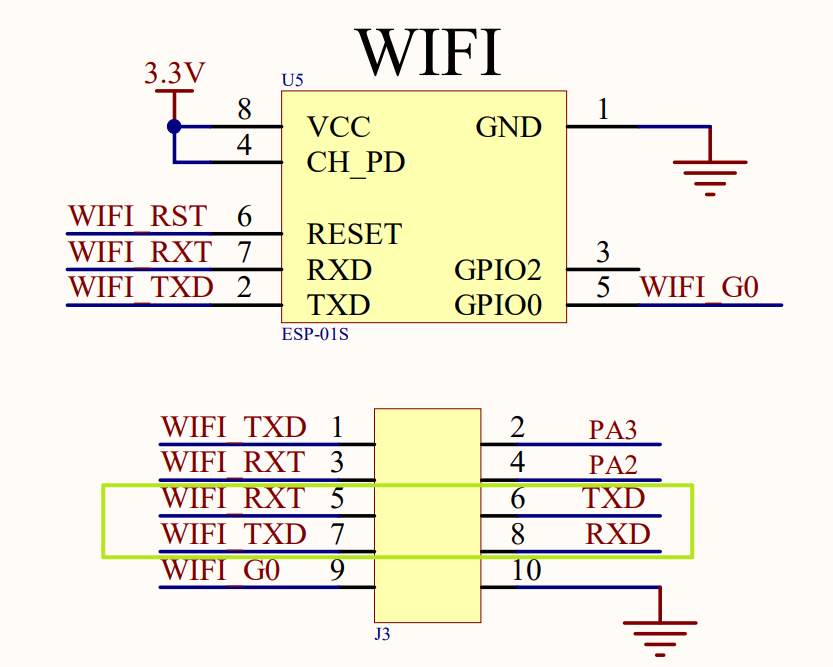 WIFI
3.3V
U5
8 VCC GND 1
4 CH_PD
WIFI_RST 6 RESET
WIFI_RXT 7 RXD GPIO2 3
WIFI_TXD 2 TXD GPIO0 5 WIFI_G0
ESP-01S
WIFI_TXD 1 2 PA3
WIFI_RXT 3 4 PA2
WIFI_RXT 5 6 TXD
WIFI_TXD 7 8 RXD
WIFI_G0 9 10
J3